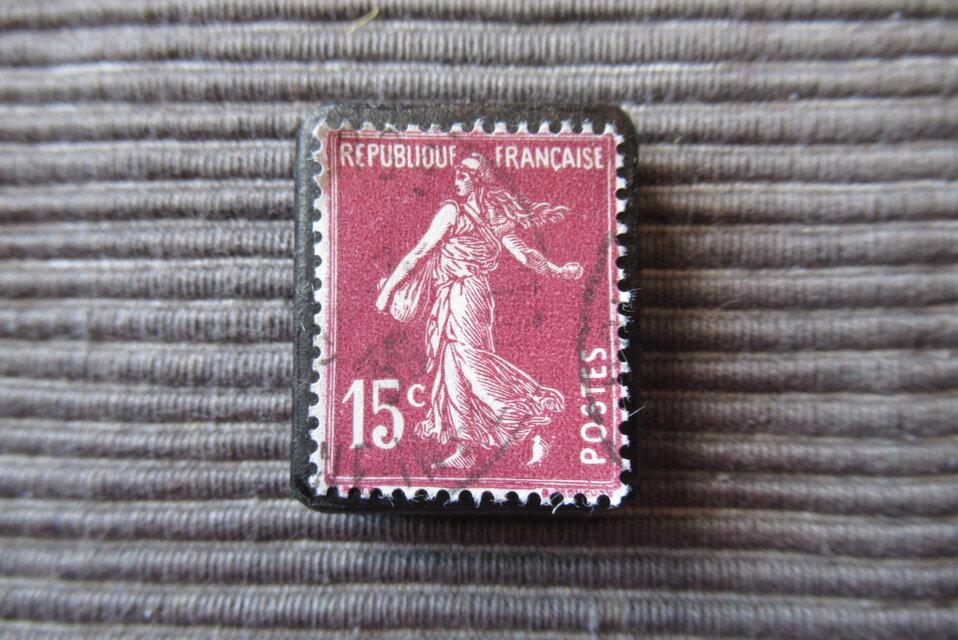 REPUBLIQUE FRANÇAISE
15c
POSTES